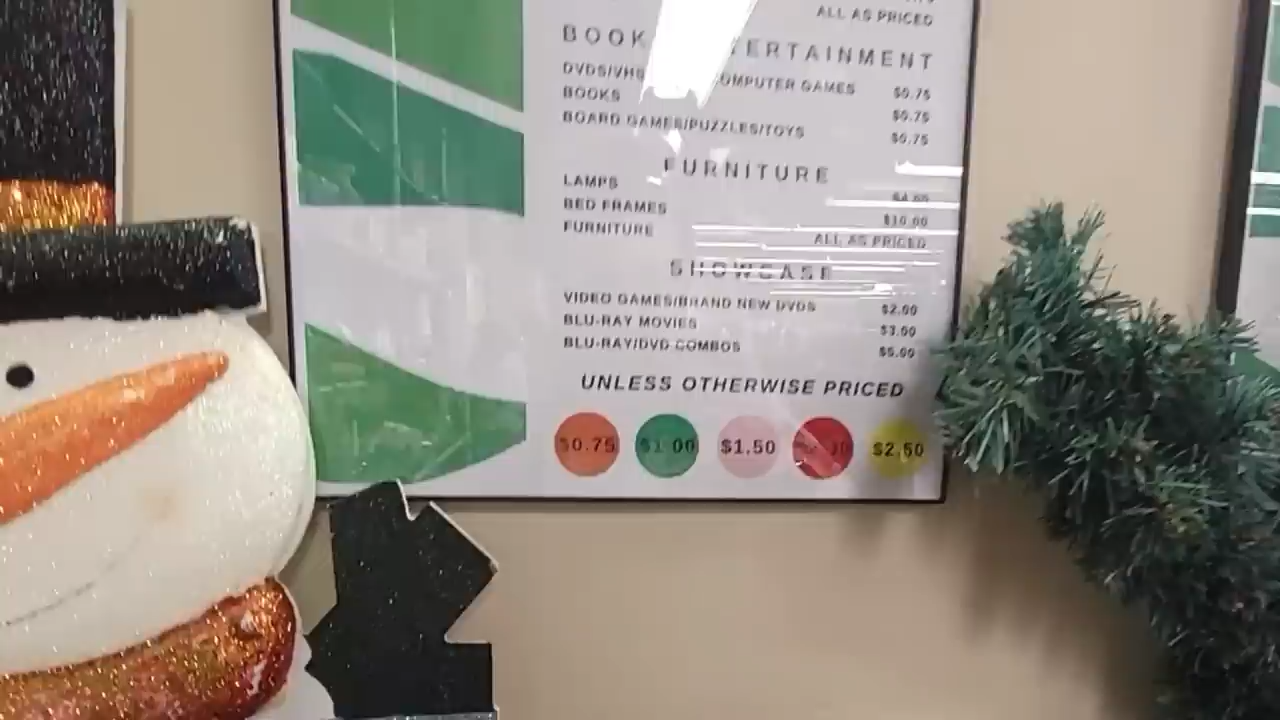 ALL AS PRICED
DVDS/VHS COMPUTER GAMES $0.75
BOOKS $0.75
BOARD GAMES/PUZZLES/TOYS $0.75
FURNITURE
LAMPS
BED FRAMES $10.00
FURNITURE ALL AS PRICED
SHOWCASE
VIDEO GAMES/BRAND NEW DVDS $2.00
BLU-RAY MOVIES $3.00
BLU-RAY/DVD COMBOS $5.00
UNLESS OTHERWISE PRICED
$0.75 $1.00 $1.50 $2.50